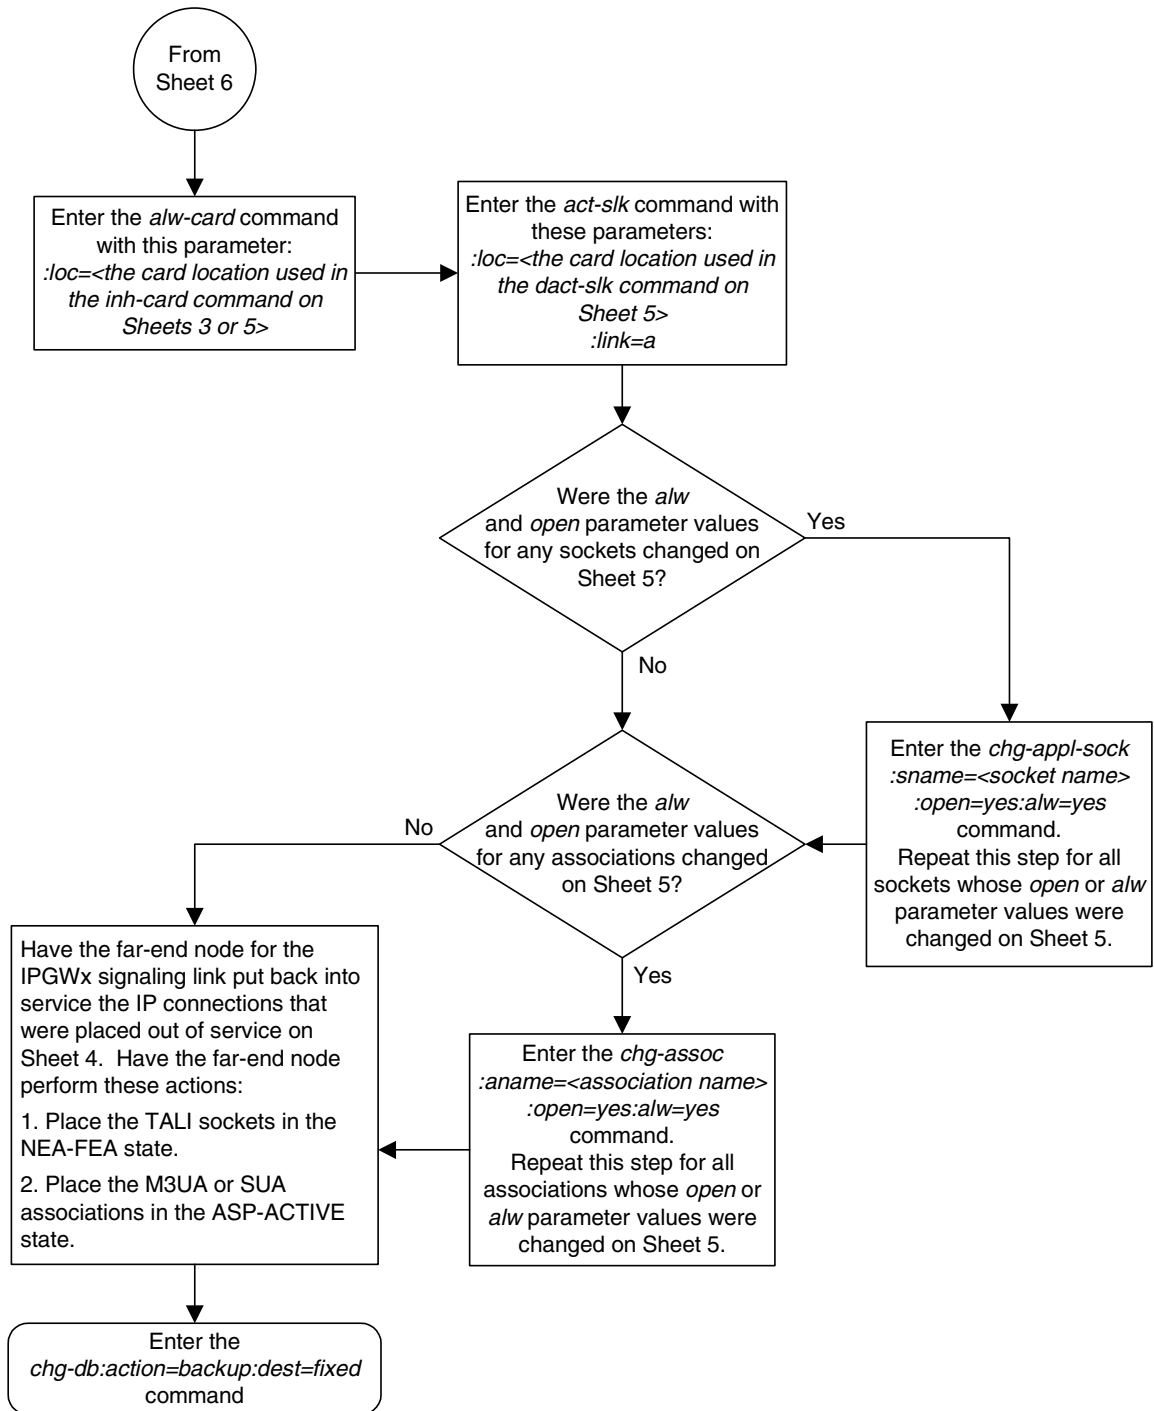 From
Sheet 6
Enter the alw-card command
with this parameter:
:loc=<the card location used in
the inh-card command on
Sheets 3 or 5>
Enter the act-slk command with
these parameters:
:loc=<the card location used in
the dact-slk command on
Sheet 5>
:link=a
Were the alw
and open parameter values
for any sockets changed on
Sheet 5?
Yes
No
Enter the chg-appl-sock
:sname=<socket name>
:open=yes:alw=yes
command.
Repeat this step for all
sockets whose open or alw
parameter values were
changed on Sheet 5.
Were the alw
and open parameter values
for any associations changed
on Sheet 5?
No
Yes
Enter the chg-assoc
:aname=<association name>
:open=yes:alw=yes
command.
Repeat this step for all
associations whose open or
alw parameter values were
changed on Sheet 5.
Have the far-end node for the
IPGWx signaling link put back into
service the IP connections that
were placed out of service on
Sheet 4.  Have the far-end node
perform these actions:
1. Place the TALI sockets in the
NEA-FEA state.
2. Place the M3UA or SUA
associations in the ASP-ACTIVE
state.
Enter the
chg-db:action=backup:dest=fixed
command